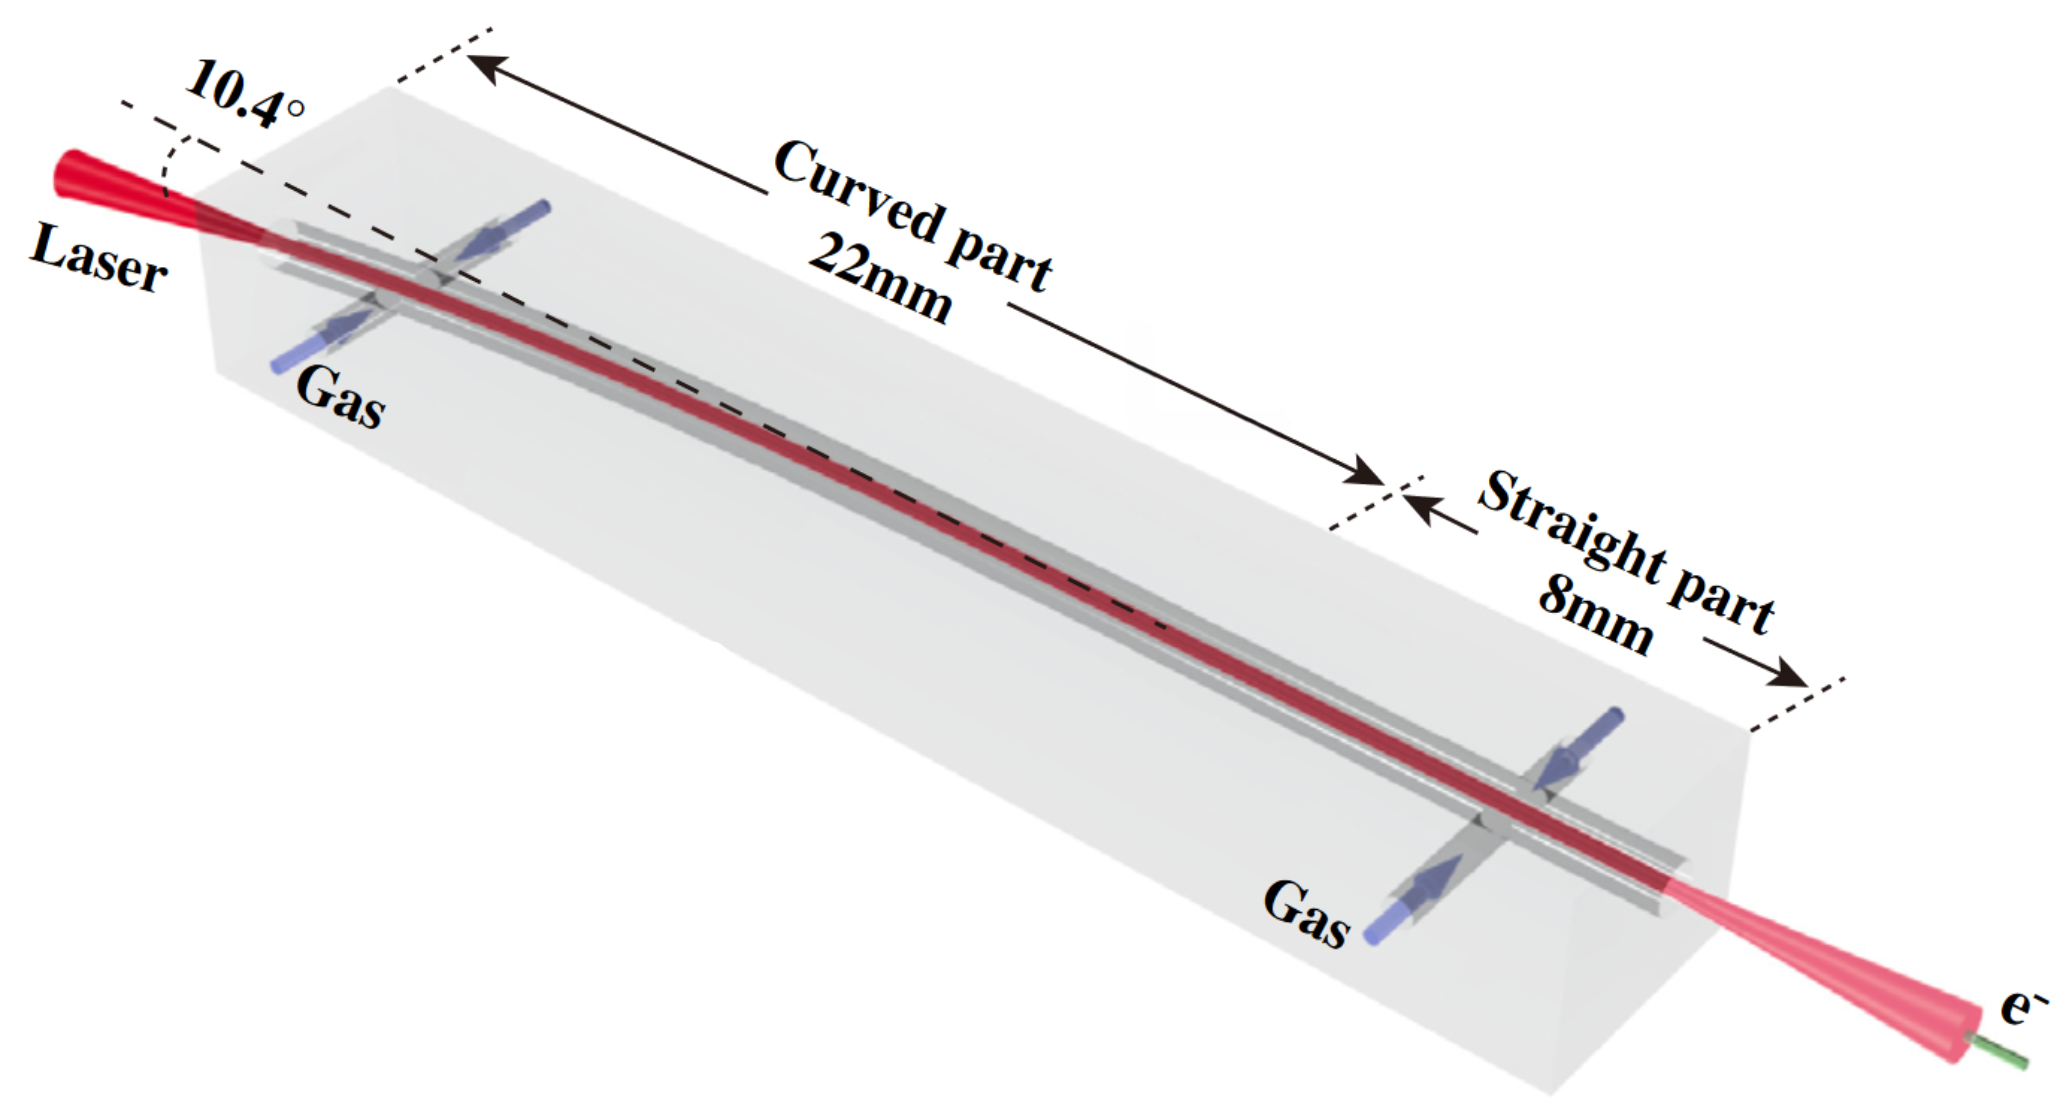 10.4°
Laser
Gas
Curved part
22mm
Straight part
8mm
Gas
e-